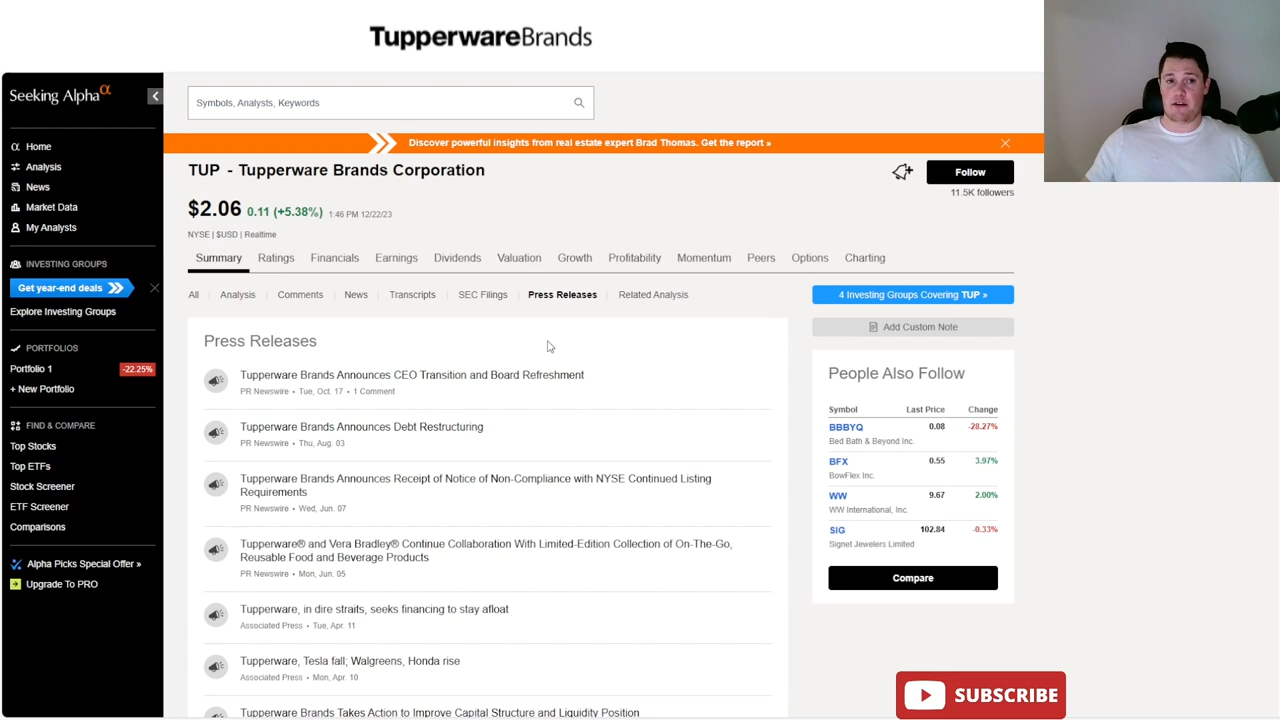 TupperwareBrands
Seeking Alpha α
Symbols, Analysts, Keywords
Home
Analysis
News
Market Data
My Analysts
INVESTING GROUPS
Get year-end deals
Explore Investing Groups
PORTFOLIOS
Portfolio 1 -22.25%
+ New Portfolio
FIND & COMPARE
Top Stocks
Top ETFs
Stock Screener
ETF Screener
Comparisons
Alpha Picks Special Offer »
Upgrade To PRO
Discover powerful insights from real estate expert Brad Thomas. Get the report »
TUP - Tupperware Brands Corporation
Follow
11.5K followers
$2.06 0.11 (+5.38%) 1:46 PM 12/22/23
NYSE | $USD | Realtime
Summary Ratings Financials Earnings Dividends Valuation Growth Profitability Momentum Peers Options Charting
All Analysis Comments News Transcripts SEC Filings Press Releases Related Analysis
Press Releases
Tupperware Brands Announces CEO Transition and Board Refreshment
PR Newswire • Tue, Oct. 17 • 1 Comment
Tupperware Brands Announces Debt Restructuring
PR Newswire • Thu, Aug. 03
Tupperware Brands Announces Receipt of Notice of Non-Compliance with NYSE Continued Listing
Requirements
PR Newswire • Wed, Jun. 07
Tupperware® and Vera Bradley® Continue Collaboration With Limited-Edition Collection of On-The-Go,
Reusable Food and Beverage Products
PR Newswire • Mon, Jun. 05
Tupperware, in dire straits, seeks financing to stay afloat
Associated Press • Tue, Apr. 11
Tupperware, Tesla fall; Walgreens, Honda rise
Associated Press • Mon, Apr. 10
Tupperware Brands Takes Action to Improve Capital Structure and Liquidity Position
4 Investing Groups Covering TUP »
Add Custom Note
People Also Follow
Symbol Last Price Change
BBBYQ 0.08 -28.27%
Bed Bath & Beyond Inc.
BFX 0.55 3.97%
BowFlex Inc.
WW 9.67 2.00%
WW International, Inc.
SIG 102.84 -0.33%
Signet Jewelers Limited
Compare
SUBSCRIBE